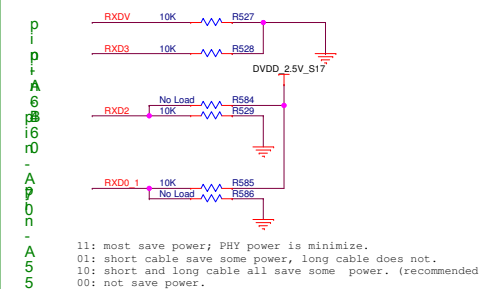 RXDV 10K R527
RXD3 10K R528
DVDD_2.5V_S17
No Load R584
RXD2 10K R529
RXD0_1 10K R585
No Load R586
11: most save power; PHY power is minimize.
01: short cable save some power, long cable does not.
10: short and long cable all save some power. (recommended
00: not save power.